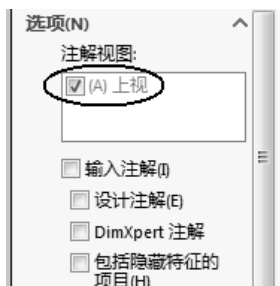 选项(N)
注解视图:
(A) 上视
输入注解(I)
设计注解(E)
DimXpert 注解
包括隐藏特征的
项目(H)